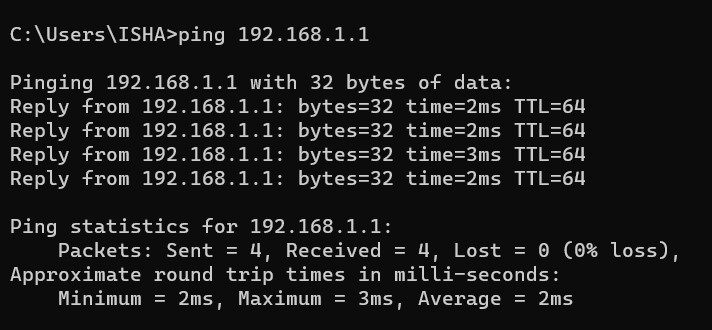 C:\Users\ISHA>ping 192.168.1.1
Pinging 192.168.1.1 with 32 bytes of data:
Reply from 192.168.1.1: bytes=32 time=2ms TTL=64
Reply from 192.168.1.1: bytes=32 time=2ms TTL=64
Reply from 192.168.1.1: bytes=32 time=3ms TTL=64
Reply from 192.168.1.1: bytes=32 time=2ms TTL=64
Ping statistics for 192.168.1.1:
Packets: Sent = 4, Received = 4, Lost = 0 (0% loss),
Approximate round trip times in milli-seconds:
Minimum = 2ms, Maximum = 3ms, Average = 2ms